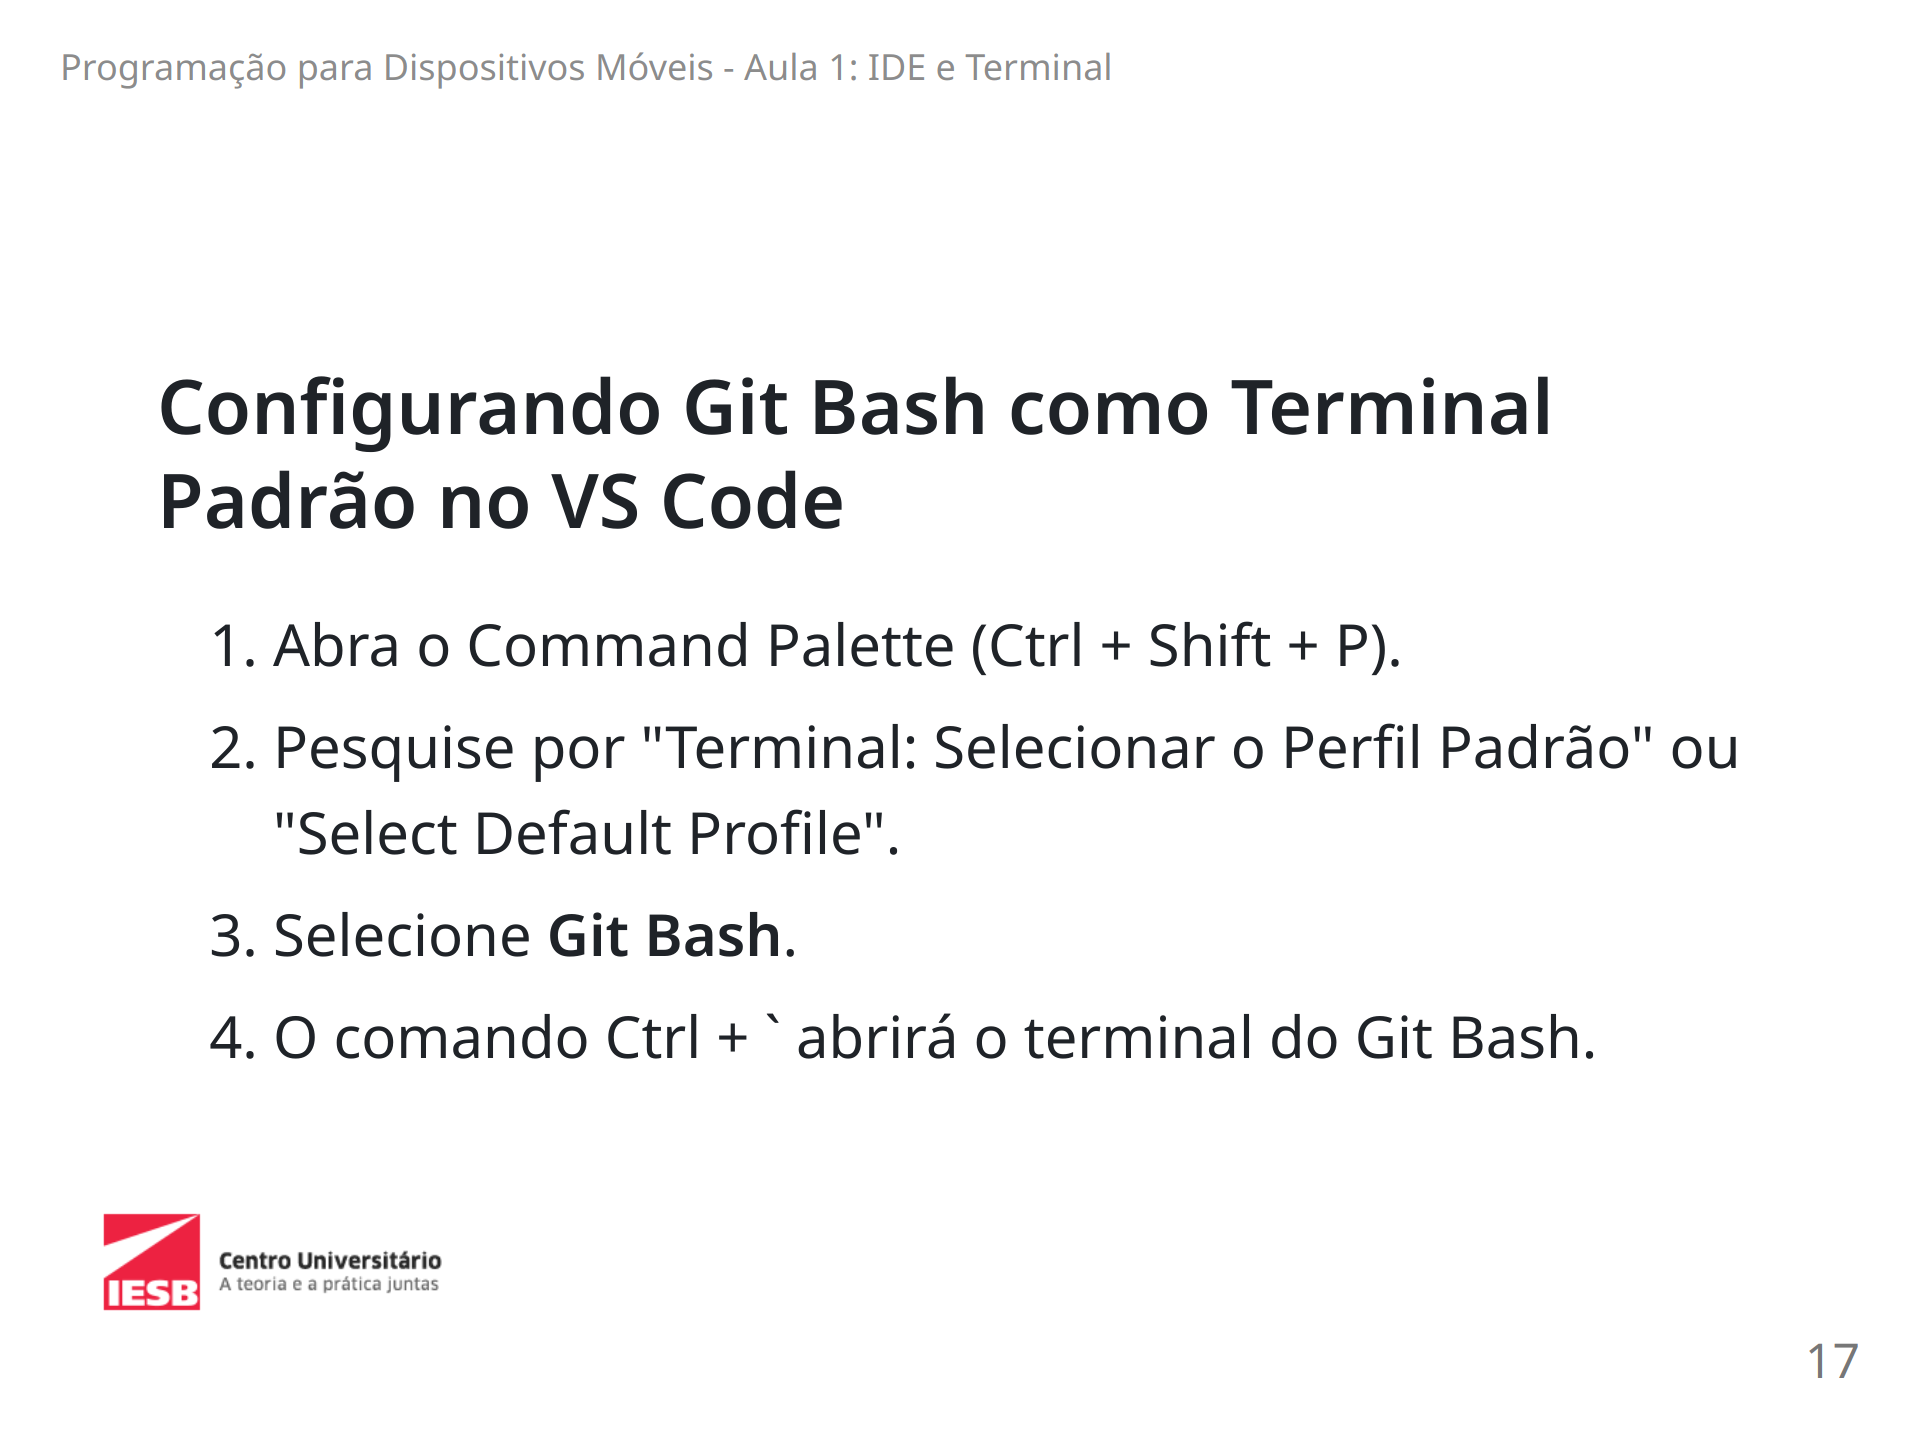 Programação para Dispositivos Móveis - Aula 1: IDE e Terminal
Configurando Git Bash como Terminal
Padrão no VS Code
1. Abra o Command Palette (Ctrl + Shift + P).
2. Pesquise por "Terminal: Selecionar o Perfil Padrão" ou
"Select Default Profile".
3. Selecione Git Bash.
4. O comando Ctrl + ` abrirá o terminal do Git Bash.
IESB
Centro Universitário
A teoria e a prática juntas
17